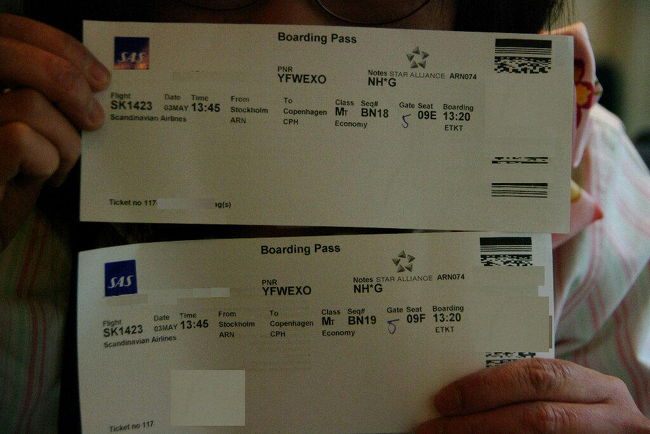 Boarding Pass
SAS
PNR
YFWEXO
Notes STAR ALLIANCE ARN074
NH*G
Flight Date Time From To Class Seq# Gate Seat Boarding
SK1423 03MAY 13:45 Stockholm Copenhagen MT BN18 5 09E 13:20
Scandinavian Airlines ARN CPH Economy ETKT
Ticket no 117 ag(s)
Boarding Pass
SAS
PNR
YFWEXO
Notes STAR ALLIANCE ARN074
NH*G
Flight Date Time From To Class Seq# Gate Seat Boarding
SK1423 03MAY 13:45 Stockholm Copenhagen MT BN19 5 09F 13:20
Scandinavian Airlines ARN CPH Economy ETKT
Ticket no 117